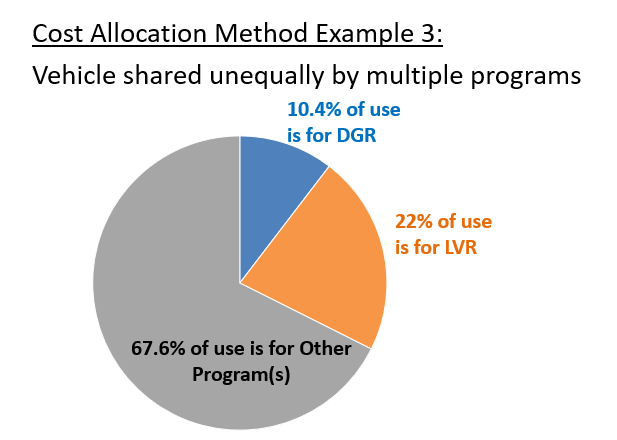 Cost Allocation Method Example 3:
Vehicle shared unequally by multiple programs
10.4% of use
is for DGR
22% of use
is for LVR
67.6% of use is for Other
Program(s)